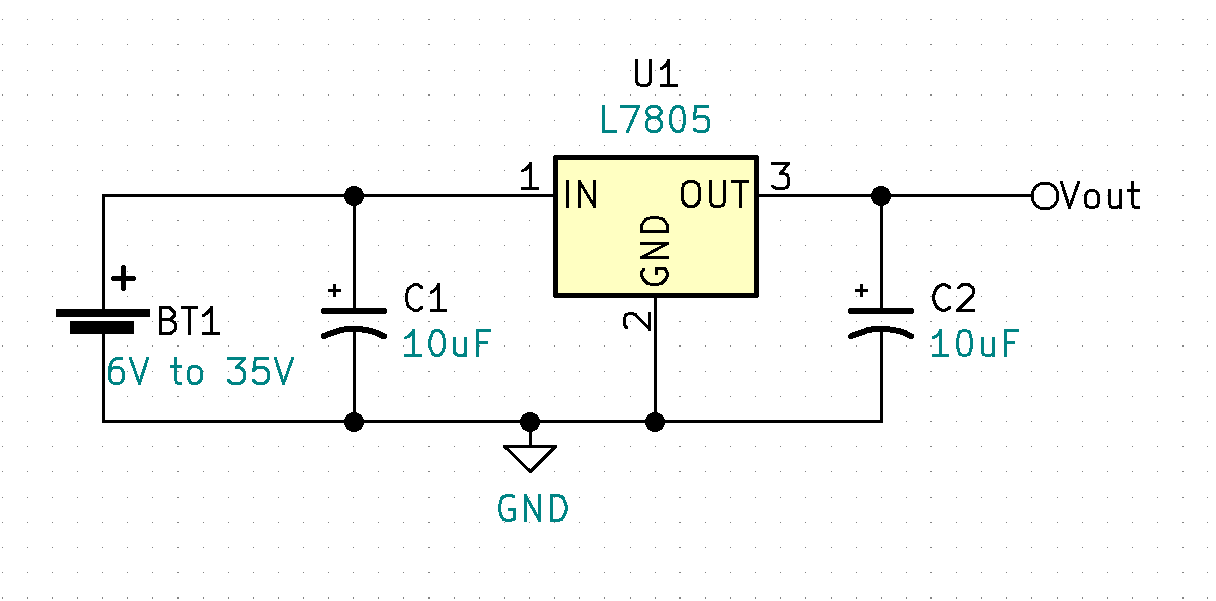 U1
L7805
1
IN
OUT
3
Vout
GND
+
BT1
6V to 35V
+
C1
10uF
2
+
C2
10uF
GND